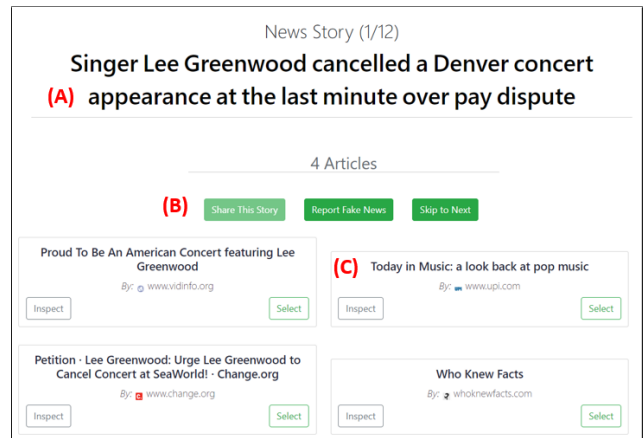 News Story (1/12)
Singer Lee Greenwood cancelled a Denver concert
(A) appearance at the last minute over pay dispute
4 Articles
(B) Share This Story Report Fake News Skip to Next
Proud To Be An American Concert featuring Lee
Greenwood
By: www.vidinfo.org
Inspect Select
(C) Today in Music: a look back at pop music
By: www.upi.com
Inspect Select
Petition · Lee Greenwood: Urge Lee Greenwood to
Cancel Concert at SeaWorld! · Change.org
By: www.change.org
Inspect Select
Who Knew Facts
By: whoknewfacts.com
Inspect Select